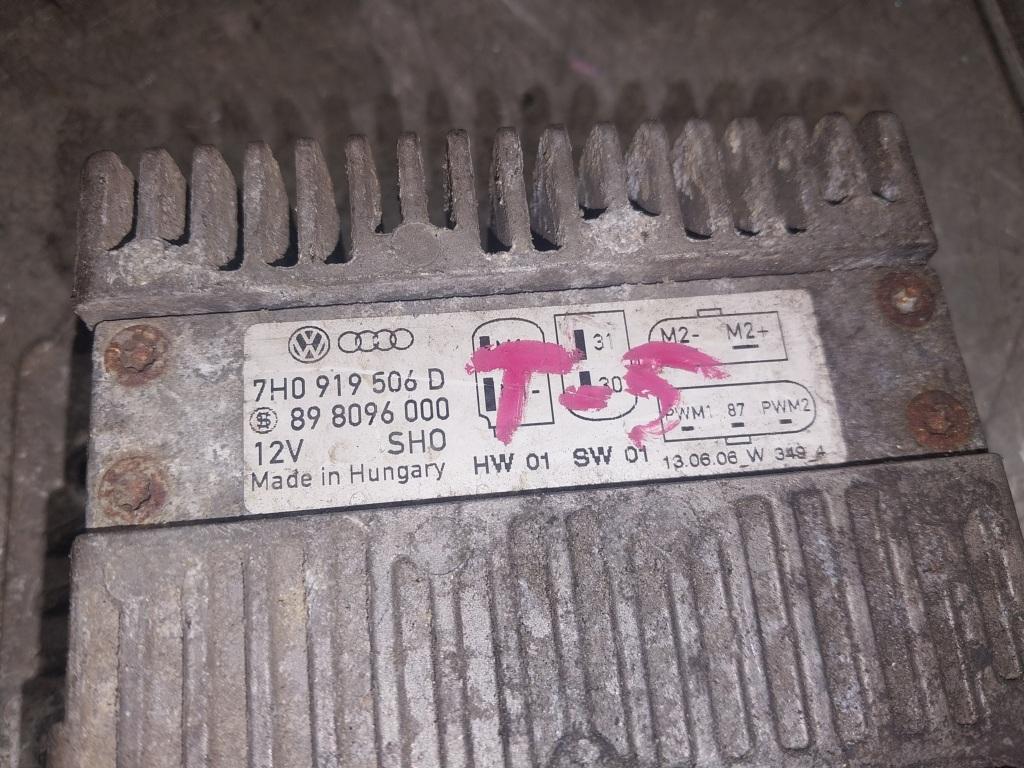 7H0 919 506 D
89 8096 000
12V SHO
Made in Hungary
31
30
M2- M2+
PWM1 87 PWM2
HW 01 SW 01 13.06.06 W 349 A
T-5